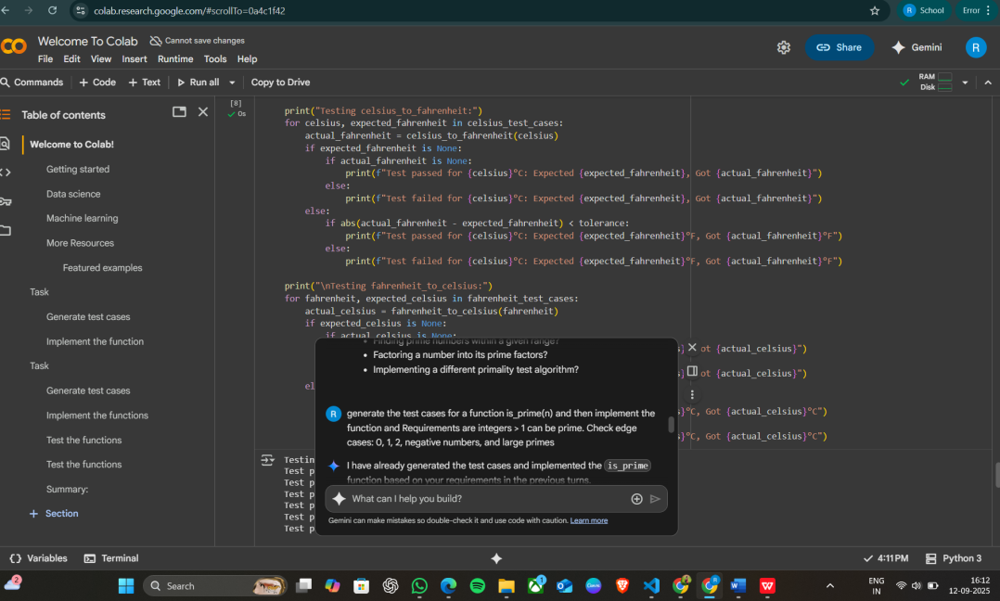 colab.research.google.com/#scrollTo=0a4c1f42
R School
Error
Welcome To Colab
Cannot save changes
File Edit View Insert Runtime Tools Help
Share
Gemini
R
Commands + Code + Text Run all Copy to Drive
RAM
Disk
Table of contents
Welcome to Colab!
Getting started
Data science
Machine learning
More Resources
Featured examples
Task
Generate test cases
Implement the function
Task
Generate test cases
Implement the functions
Test the functions
Test the functions
Summary:
+ Section
[8]
0s
print("Testing celsius_to_fahrenheit:")
for celsius, expected_fahrenheit in celsius_test_cases:
actual_fahrenheit = celsius_to_fahrenheit(celsius)
if expected_fahrenheit is None:
if actual_fahrenheit is None:
print(f"Test passed for {celsius}°C: Expected {expected_fahrenheit}, Got {actual_fahrenheit}")
else:
print(f"Test failed for {celsius}°C: Expected {expected_fahrenheit}, Got {actual_fahrenheit}")
else:
if abs(actual_fahrenheit - expected_fahrenheit) < tolerance:
print(f"Test passed for {celsius}°C: Expected {expected_fahrenheit}°F, Got {actual_fahrenheit}°F")
else:
print(f"Test failed for {celsius}°C: Expected {expected_fahrenheit}°F, Got {actual_fahrenheit}°F")
print("\nTesting fahrenheit_to_celsius:")
for fahrenheit, expected_celsius in fahrenheit_test_cases:
actual_celsius = fahrenheit_to_celsius(fahrenheit)
if expected_celsius is None:
if actual_celsius is None:
s} ot {actual_celsius}")
s} ot {actual_celsius}")
el
s}°C, Got {actual_celsius}°C")
s}°C, Got {actual_celsius}°C")
• Finding prime numbers within a given range?
• Factoring a number into its prime factors?
• Implementing a different primality test algorithm?
R generate the test cases for a function is_prime(n) and then implement the
function and Requirements are integers > 1 can be prime. Check edge
cases: 0, 1, 2, negative numbers, and large primes
I have already generated the test cases and implemented the is_prime
function based on your requirements in the previous turns.
What can I help you build?
Gemini can make mistakes so double-check it and use code with caution. Learn more
Testin
Test p
Test p
Test p
Test p
Test p
Test p
Variables Terminal
4:11PM Python 3
2
Search
1
ENG
IN
16:12
12-09-2025